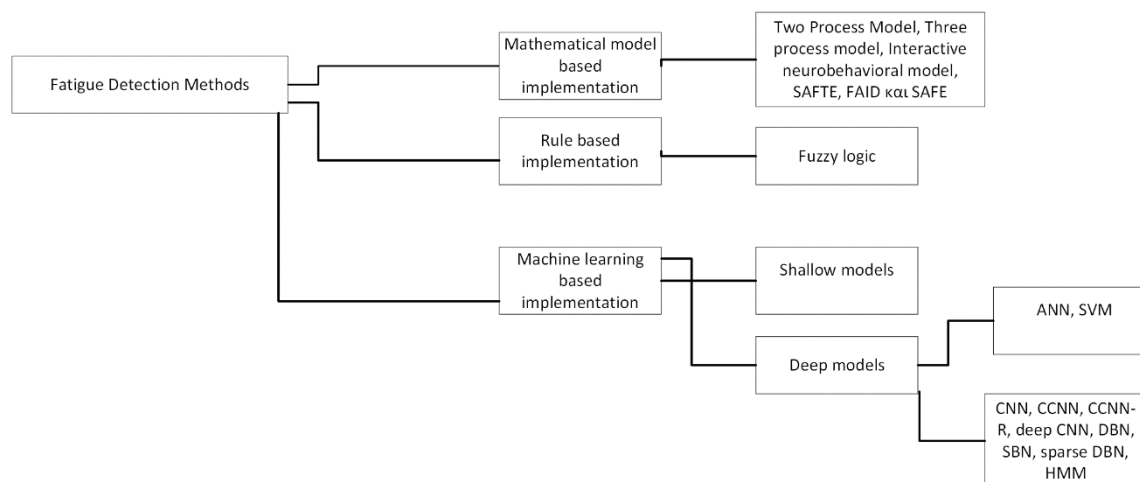 Fatigue Detection Methods
Mathematical model
based
implementation
Two Process Model, Three
process model, Interactive
neurobehavioral model,
SAFTE, FAID και SAFE
Rule based
implementation
Fuzzy logic
Machine learning
based
implementation
Shallow models
Deep models
ANN, SVM
CNN, CCNN, CCNN-
R, deep CNN, DBN,
SBN, sparse DBN,
HMM